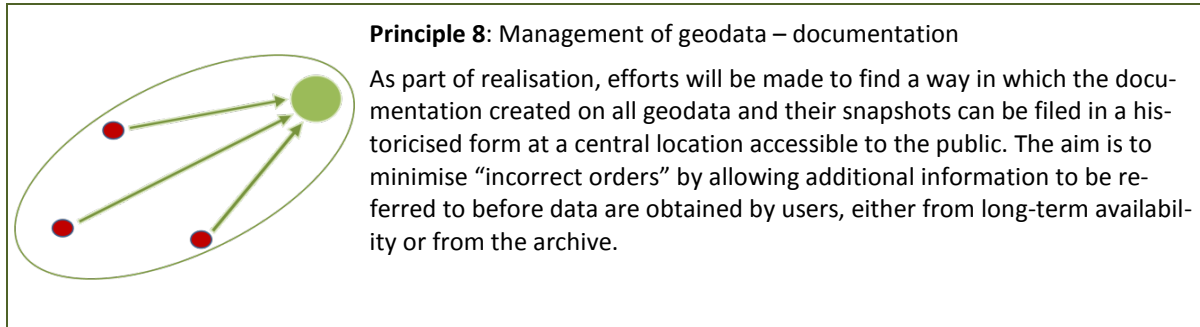 Principle 8: Management of geodata – documentation
As part of realisation, efforts will be made to find a way in which the docu-
mentation created on all geodata and their snapshots can be filed in a his-
toricised form at a central location accessible to the public. The aim is to
minimise “incorrect orders” by allowing additional information to be re-
ferred to before data are obtained by users, either from long-term availabil-
ity or from the archive.